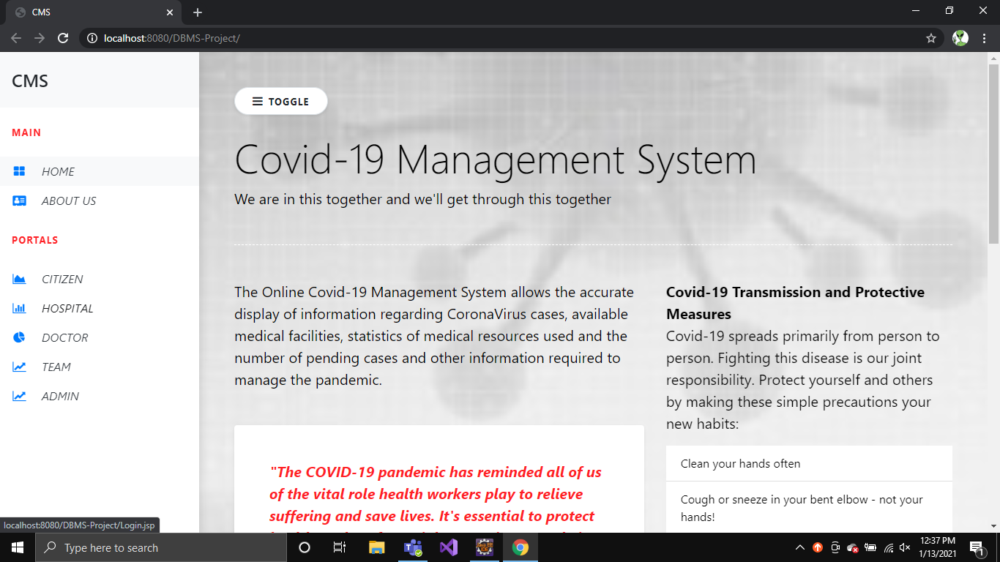 CMS
localhost:8080/DBMS-Project/
CMS
MAIN
HOME
ABOUT US
PORTALS
CITIZEN
HOSPITAL
DOCTOR
TEAM
ADMIN
TOGGLE
Covid-19 Management System
We are in this together and we'll get through this together
The Online Covid-19 Management System allows the accurate
display of information regarding CoronaVirus cases, available
medical facilities, statistics of medical resources used and the
number of pending cases and other information required to
manage the pandemic.
"The COVID-19 pandemic has reminded all of us
of the vital role health workers play to relieve
suffering and save lives. It's essential to protect
Covid-19 Transmission and Protective
Measures
Covid-19 spreads primarily from person to
person. Fighting this disease is our joint
responsibility. Protect yourself and others
by making these simple precautions your
new habits:
Clean your hands often
Cough or sneeze in your bent elbow - not your
hands!
localhost:8080/DBMS-Project/Login.jsp
Type here to search
12:37 PM
1/13/2021
1